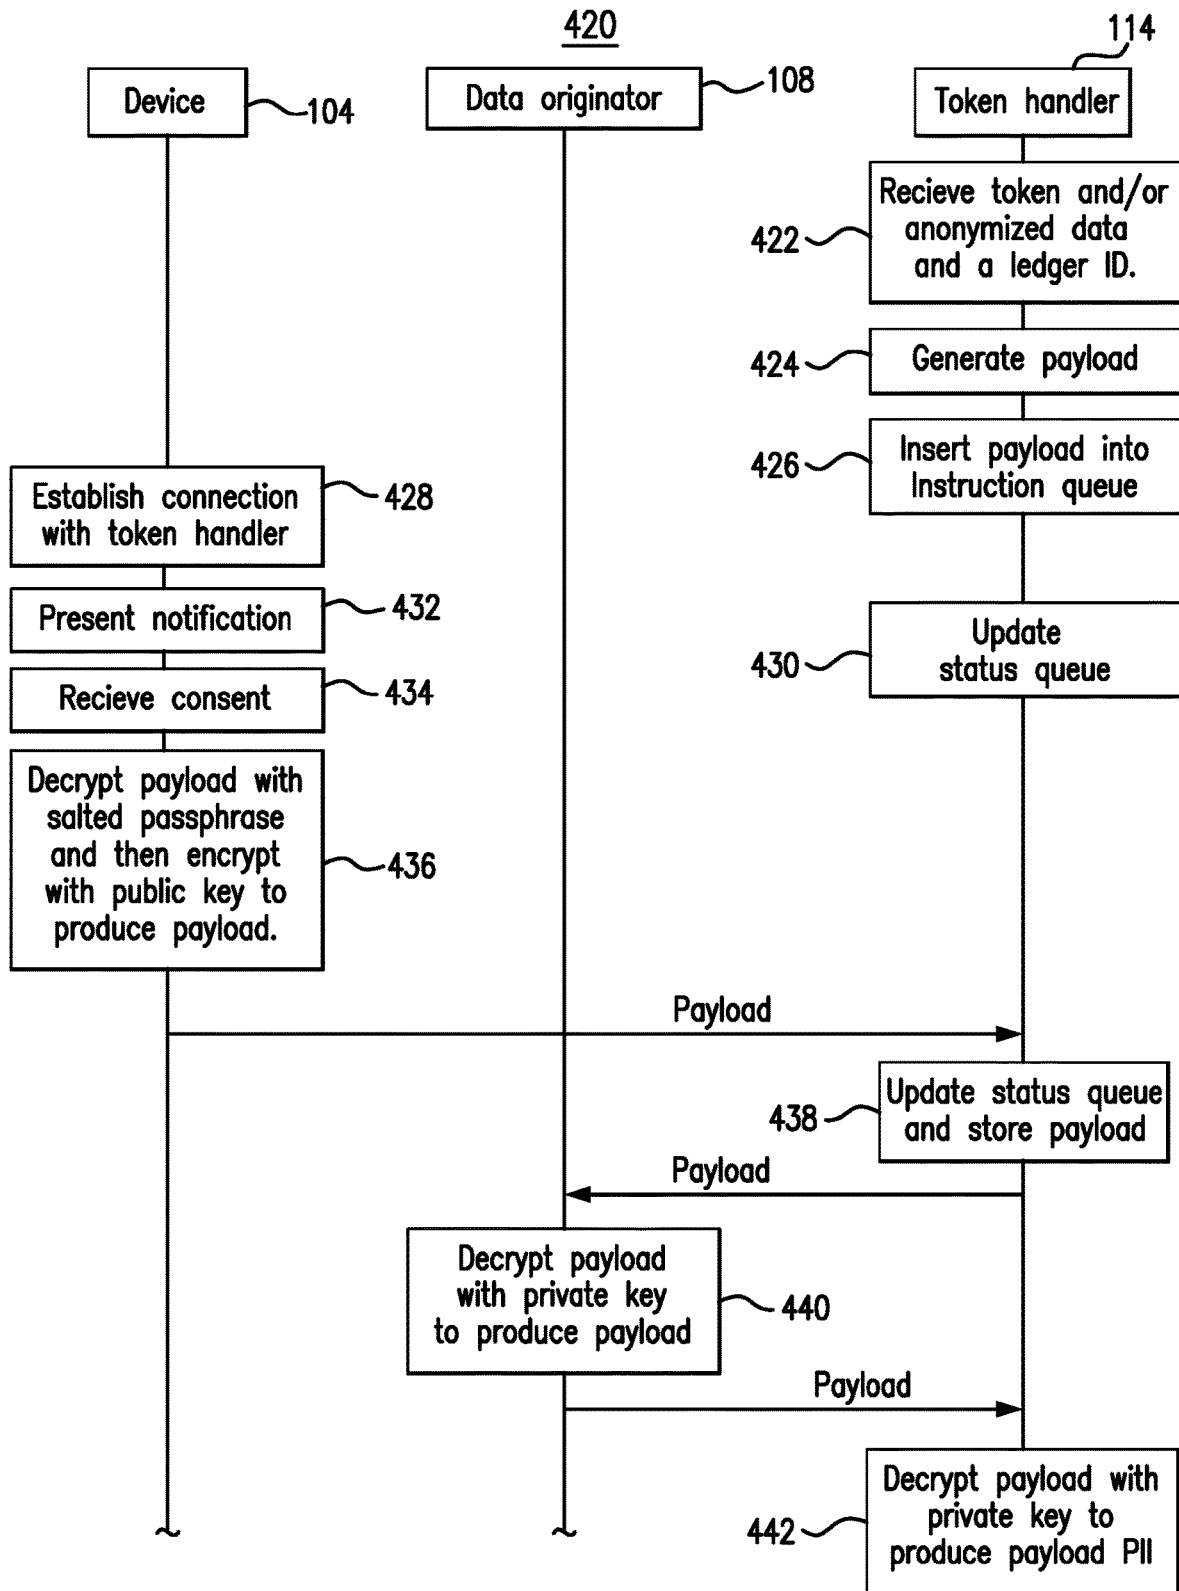 420
114
Device
104
Data originator
108
Token handler
Recieve token and/or
anonymized data
and a ledger ID.
422
Generate payload
424
Insert payload into
Instruction queue
426
Establish connection
with token handler
428
Present notification
432
Update
status queue
430
Recieve consent
434
Decrypt payload with
salted passphrase
and then encrypt
with public key to
produce payload.
436
Payload
Update status queue
and store payload
438
Payload
Decrypt payload
with private key
to produce payload
440
Payload
Decrypt payload with
private key to
produce payload PII
442